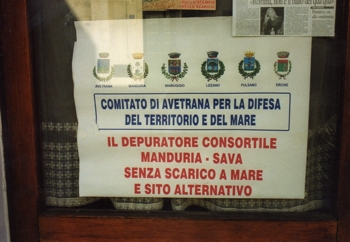 AVETRANA MANDURIA MARUGGIO LIZZANO PULSANO ERCHIE
COMITATO DI AVETRANA PER LA DIFESA
DEL TERRITORIO E DEL MARE
IL DEPURATORE CONSORTILE
MANDURIA - SAVA
SENZA SCARICO A MARE
E SITO ALTERNATIVO